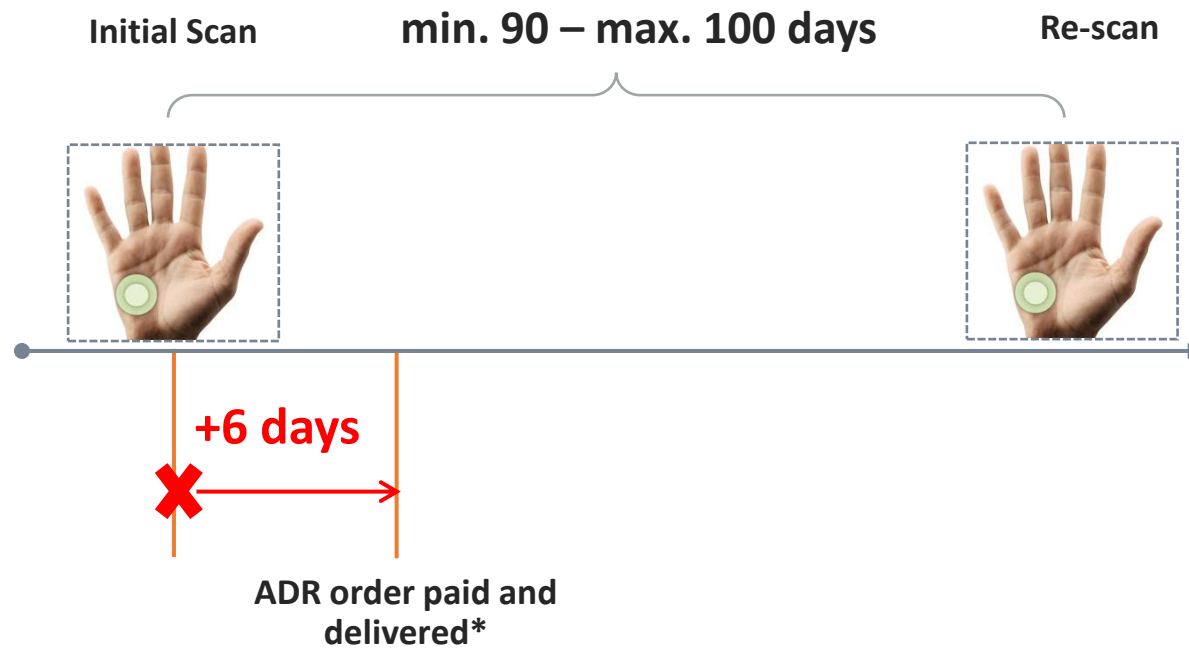 Initial Scan
min. 90 – max. 100 days
Re-scan
+6 days
ADR order paid and
delivered*